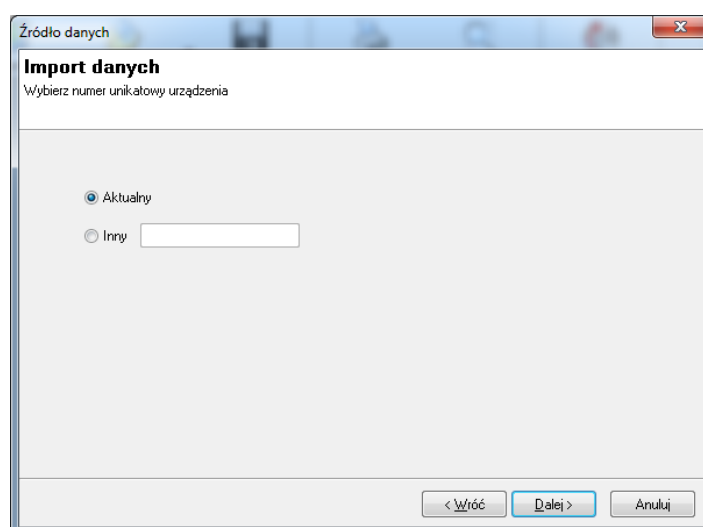 Źródło danych
Import danych
Wybierz numer unikatowy urządzenia
Aktualny
Inny
< Wróć
Dalej >
Anuluj